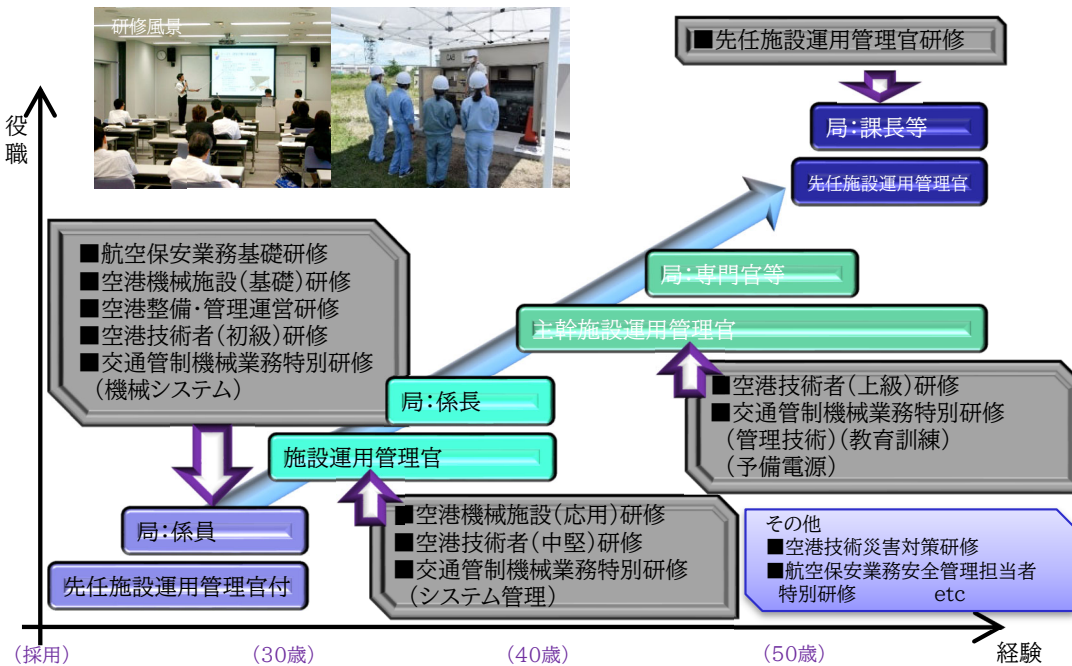 研修風景
■先任施設運用管理官研修
役職
局:課長等
先任施設運用管理官
■航空保安業務基礎研修
■空港機械施設(基礎)研修
■空港整備・管理運営研修
■空港技術者(初級)研修
■交通管制機械業務特別研修
(機械システム)
局:専門官等
主幹施設運用管理官
局:係長
施設運用管理官
■空港技術者(上級)研修
■交通管制機械業務特別研修
(管理技術)(教育訓練)
(予備電源)
局:係員
先任施設運用管理官付
■空港機械施設(応用)研修
■空港技術者(中堅)研修
■交通管制機械業務特別研修
(システム管理)
その他
■空港技術災害対策研修
■航空保安業務安全管理担当者
特別研修 etc
(採用) (30歳) (40歳) (50歳) 経験